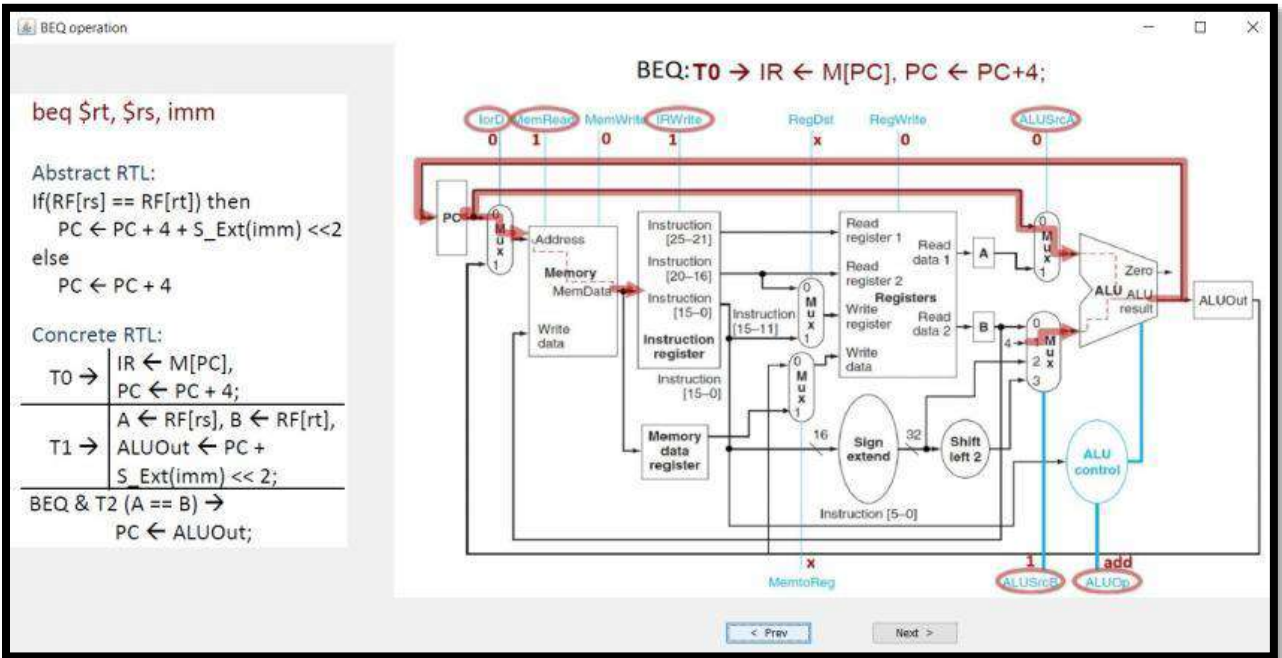 BEQ operation
BEQ: T0 → IR ← M[PC], PC ← PC+4;
beq $rt, $rs, imm
Abstract RTL:
If(RF[rs] == RF[rt]) then
PC ← PC + 4 + S_Ext(imm) <<2
else
PC ← PC + 4
Concrete RTL:
T0 → IR ← M[PC],
PC ← PC + 4;
T1 → A ← RF[rs], B ← RF[rt],
ALUOut ← PC +
S_Ext(imm) << 2;
BEQ & T2 (A == B) →
PC ← ALUOut;
IorD MemRead MemWrite IRWrite RegDst RegWrite ALUSrcA
0 1 0 1 x 0 0
PC
0
Mux
1
Address
Memory
MemData
Write
data
Instruction
[25–21]
Instruction
[20–16]
Instruction
[15–0]
Instruction
register
Instruction
[15–11]
Instruction
[15–0]
0
Mux
1
0
Mux
1
Memory
data
register
Read
register 1
Read
register 2
Registers
Write
register
Write
data
Read
data 1
Read
data 2
A
B
0
Mux
1
4
0
1 Mux
2
3
Zero
ALU ALU
result
ALUOut
16
Sign
extend
32
Shift
left 2
ALU
control
Instruction [5–0]
x 1 add
MemtoReg ALUSrcB ALUOp
< Prev Next >